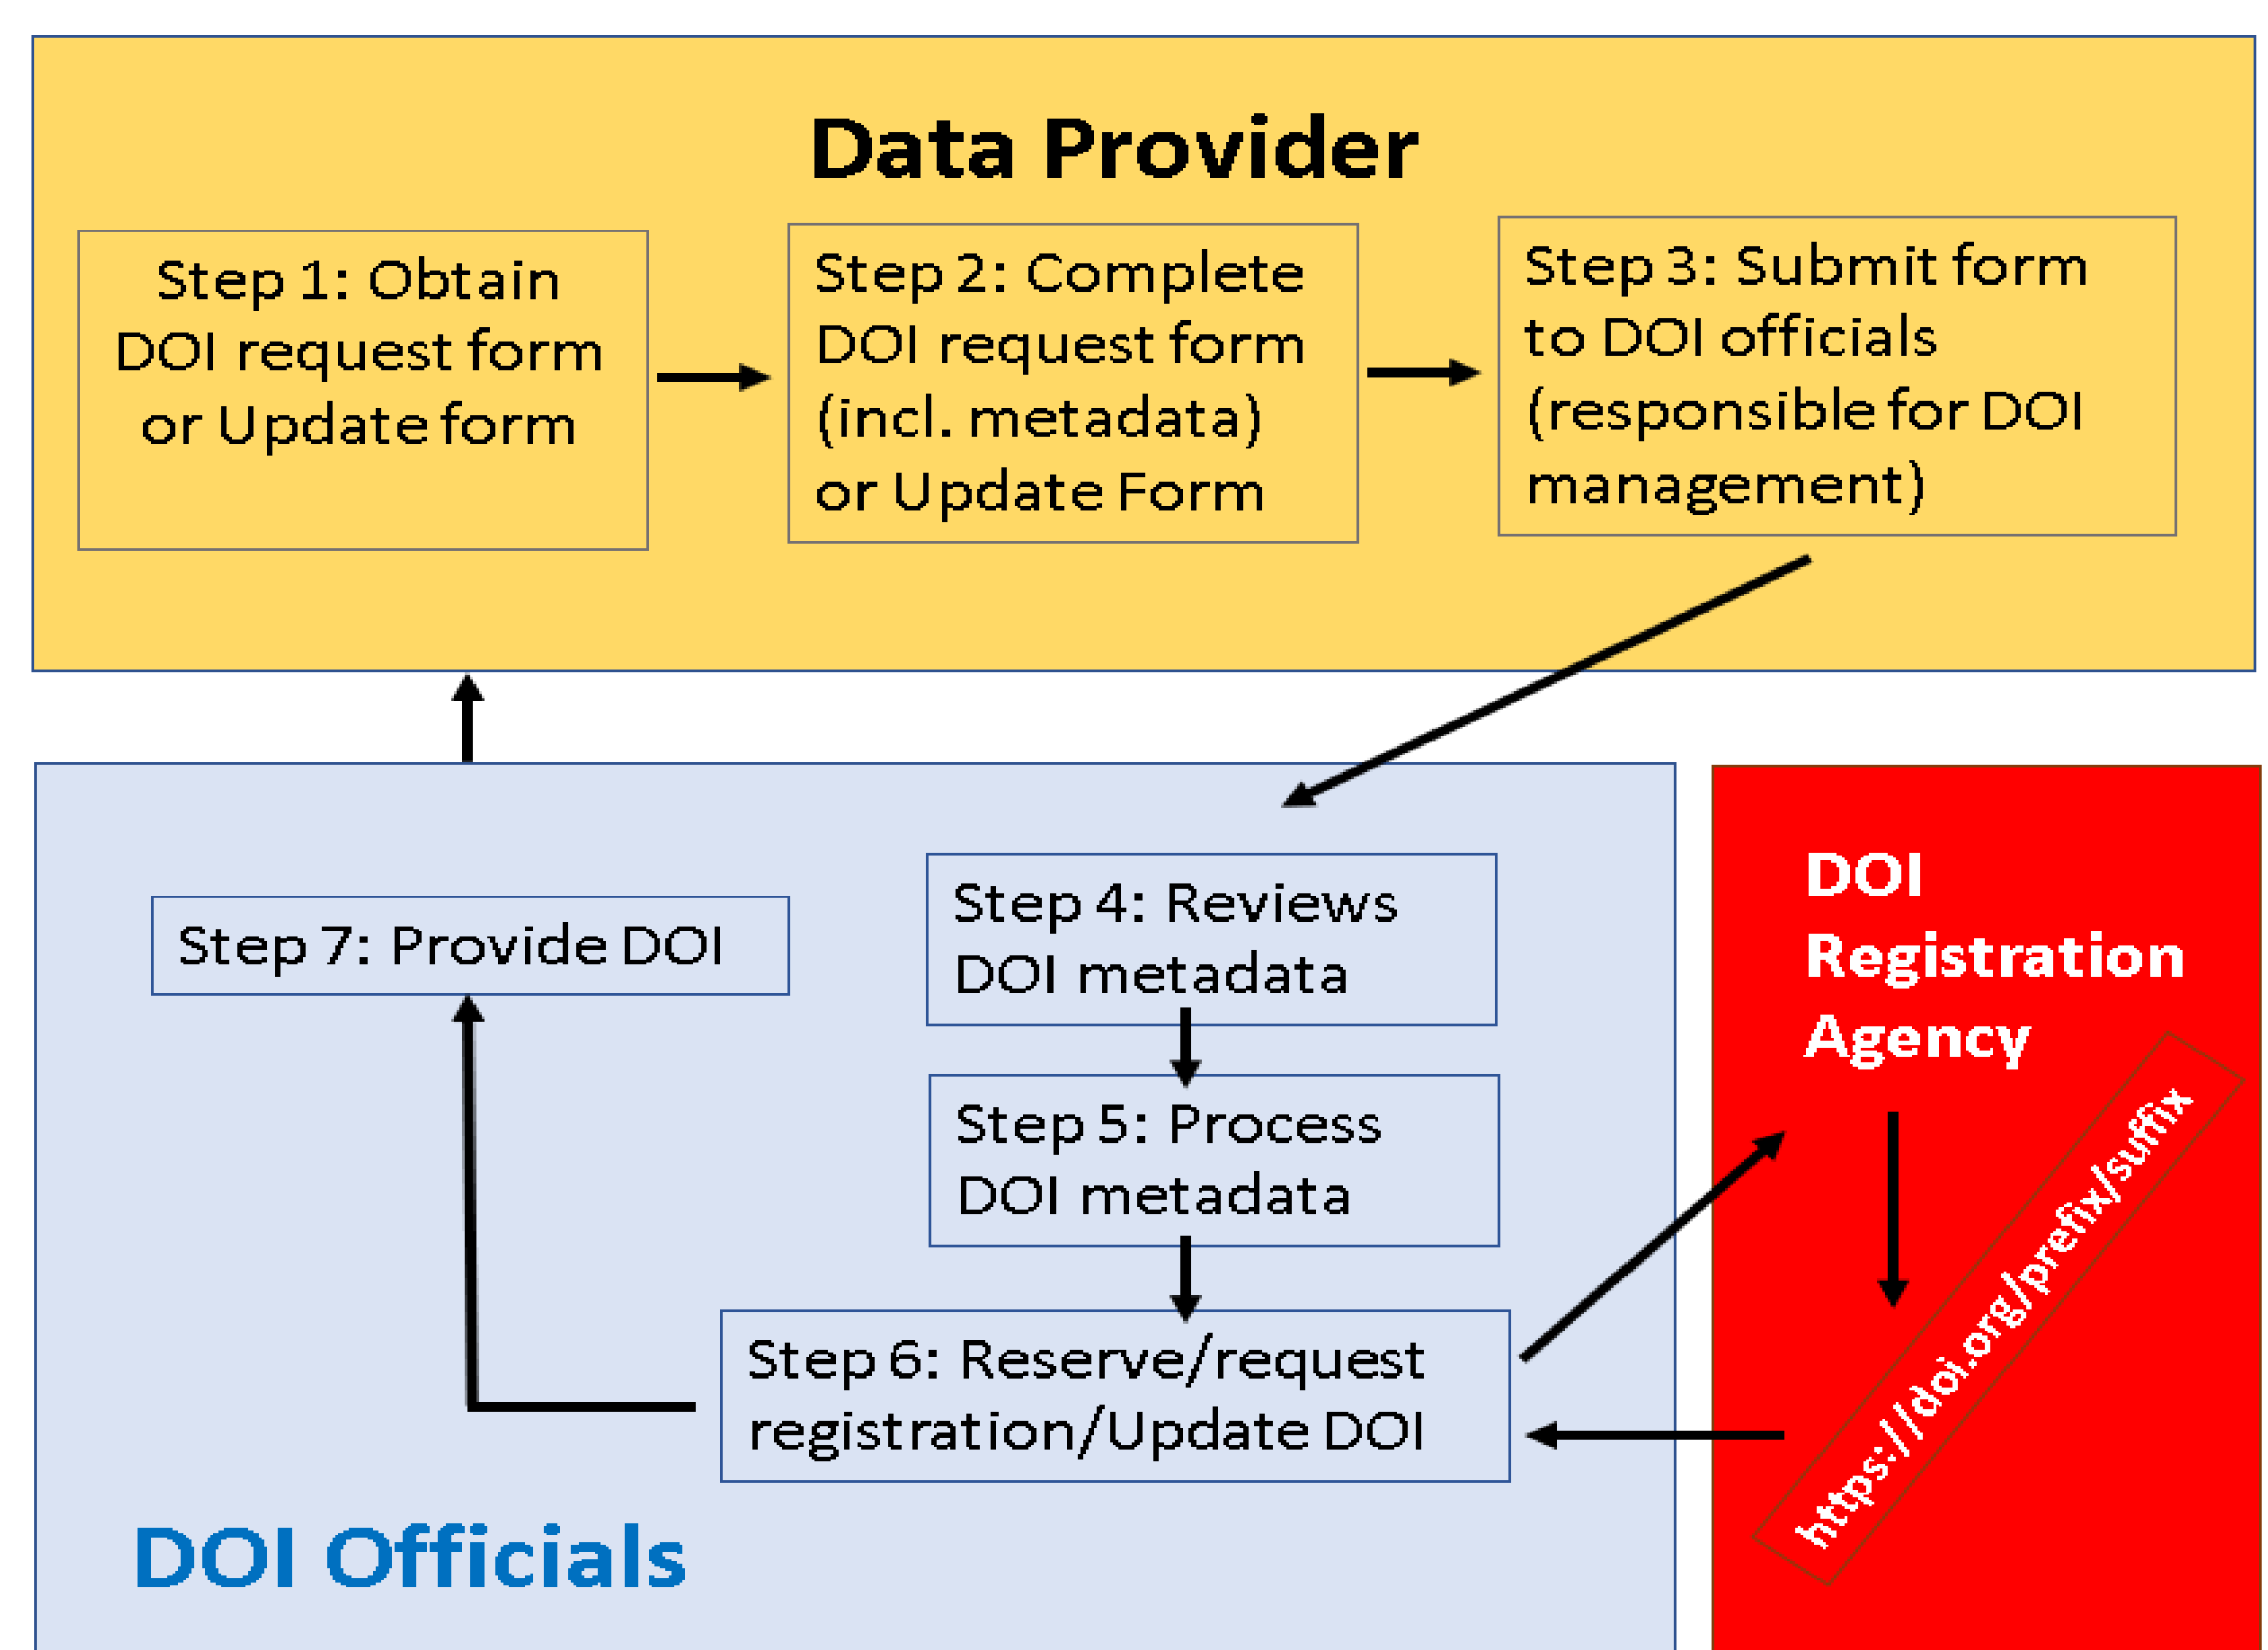 Data Provider
Step 1: Obtain
DOI request form
or Update form
Step 2: Complete
DOI request form
(incl. metadata)
or Update Form
Step 3: Submit form
to DOI officials
(responsible for DOI
management)
Step 7: Provide DOI
Step 4: Reviews
DOI metadata
Step 5: Process
DOI metadata
Step 6: Reserve/request
registration/Update DOI
DOI Officials
DOI
Registration
Agency
https://doi.org/prefix/suffix